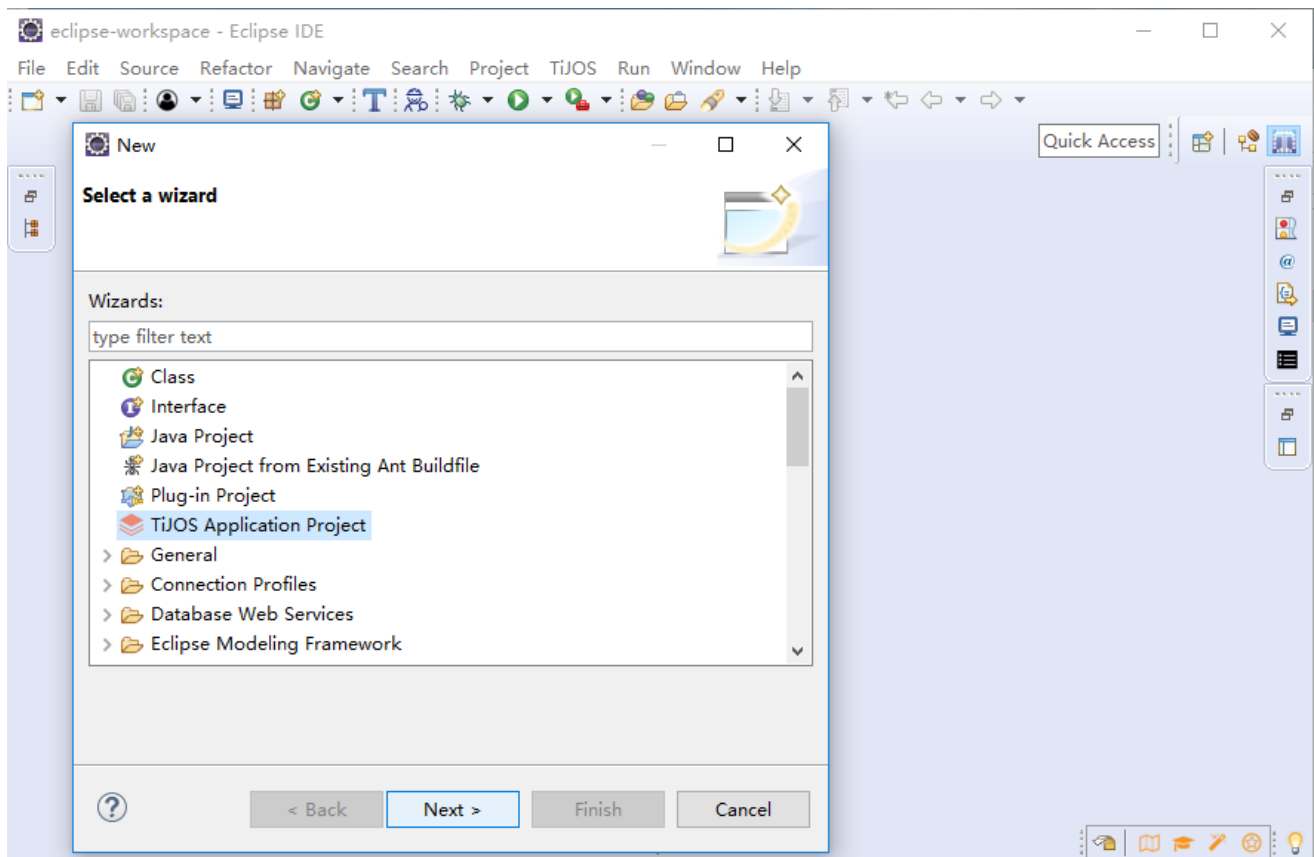 eclipse-workspace - Eclipse IDE
File Edit Source Refactor Navigate Search Project TiJOS Run Window Help
New
Quick Access
Select a wizard
Wizards:
type filter text
Class
Interface
Java Project
Java Project from Existing Ant Buildfile
Plug-in Project
TiJOS Application Project
General
Connection Profiles
Database Web Services
Eclipse Modeling Framework
< Back Next > Finish Cancel